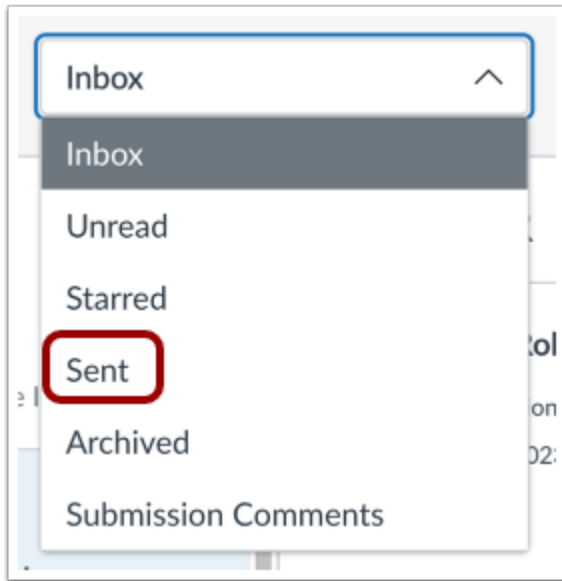 Inbox
Inbox
Unread
Starred
Sent
Archived
Submission Comments